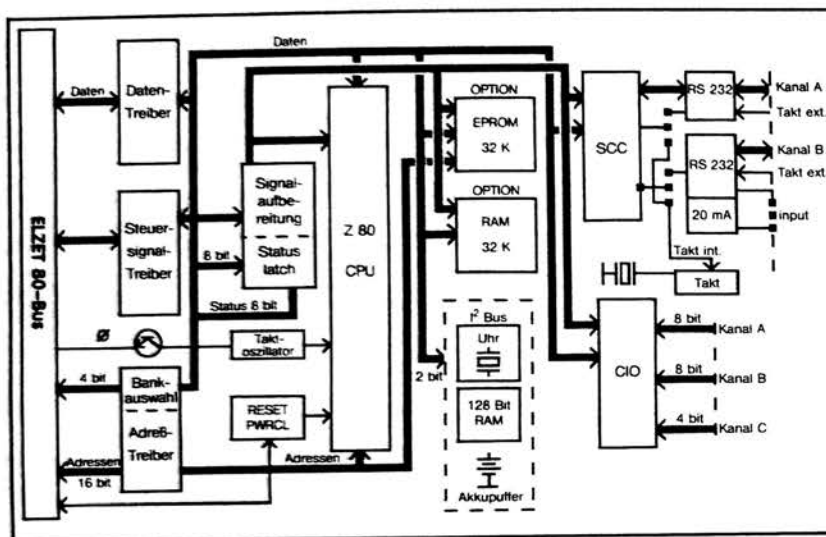 ELZET 80-Bus
Daten
Daten-
Treiber
Steuer-
signal-
Treiber
Ø
4 bit
Bank-
auswahl
Adreß-
Treiber
Adressen
16 bit
Daten
Signal-
aufbe-
reitung
8 bit
Status
latch
Status 8 bit
Takt-
oszillator
RESET
PWRCL
Adressen
Z 80
CPU
OPTION
EPROM
32 K
OPTION
RAM
32 K
2 bit
I² Bus
Uhr
128 Bit
RAM
Akkupuffer
SCC
RS 232
Kanal A
Takt ext.
RS 232
Kanal B
Takt ext
20 mA
input
Takt int.
Takt
CIO
8 bit
Kanal A
8 bit
Kanal B
4 bit
Kanal C